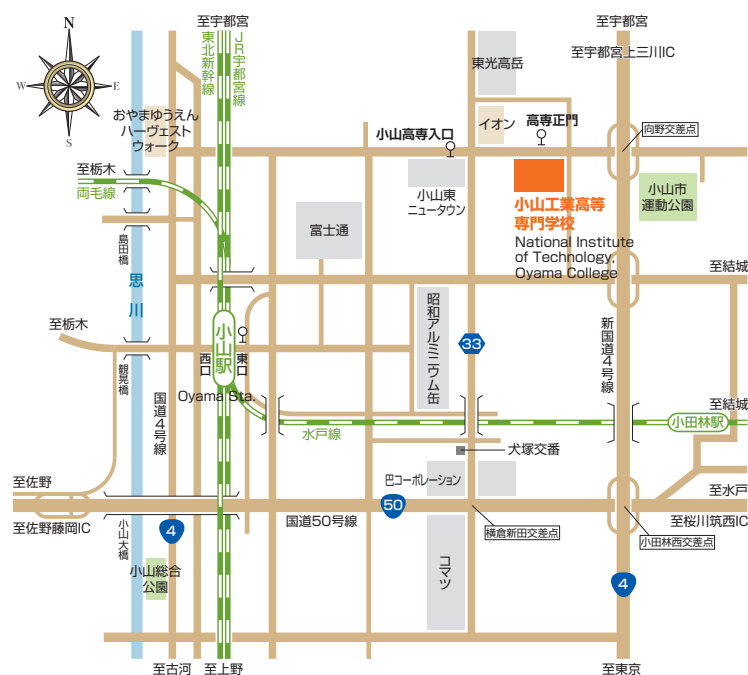 N
W
E
S
至宇都宮
東北新幹線
JR宇都宮線
至宇都宮
至宇都宮上三川IC
東光高岳
おやまゆうえん
ハーヴェスト
ウォーク
小山高専入口
イオン
高専正門
向野交差点
至栃木
両毛線
小山東
ニュータウン
小山工業高等
専門学校
National Institute
of Technology,
Oyama College
小山市
運動公園
島田橋
富士通
思川
至結城
至栃木
観晃橋
小山駅
西口
東口
Oyama Sta.
昭和アルミニウム缶
33
新国道4号線
国道4号線
水戸線
至結城
小田林駅
犬塚交番
巴コーポレーション
至佐野
至佐野藤岡IC
小山大橋
4
国道50号線
50
横倉新田交差点
至水戸
至桜川筑西IC
小田林西交差点
小山総合
公園
コマツ
4
至古河
至上野
至東京